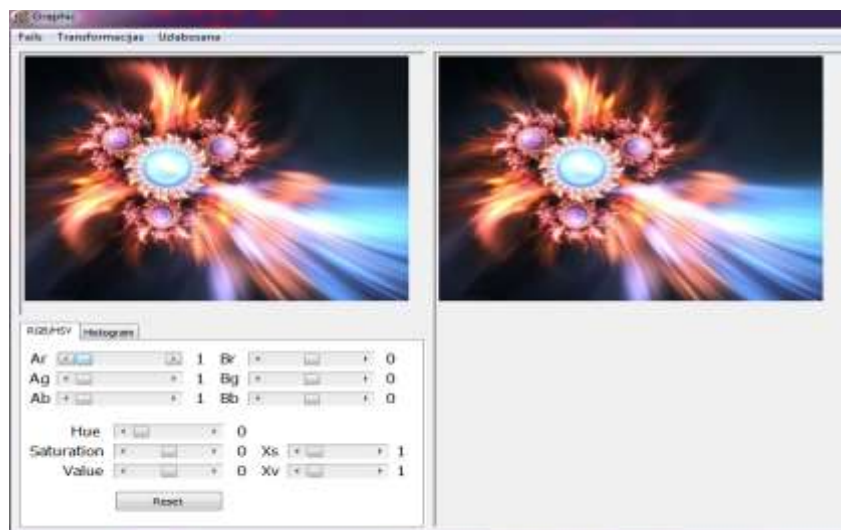 Graphic
Fails Transformacijas Uzlabosana
RGB/HSV Histogram
Ar 1 Br 0
Ag 1 Bg 0
Ab 1 Bb 0
Hue 0
Saturation 0 Xs 1
Value 0 Xv 1
Reset